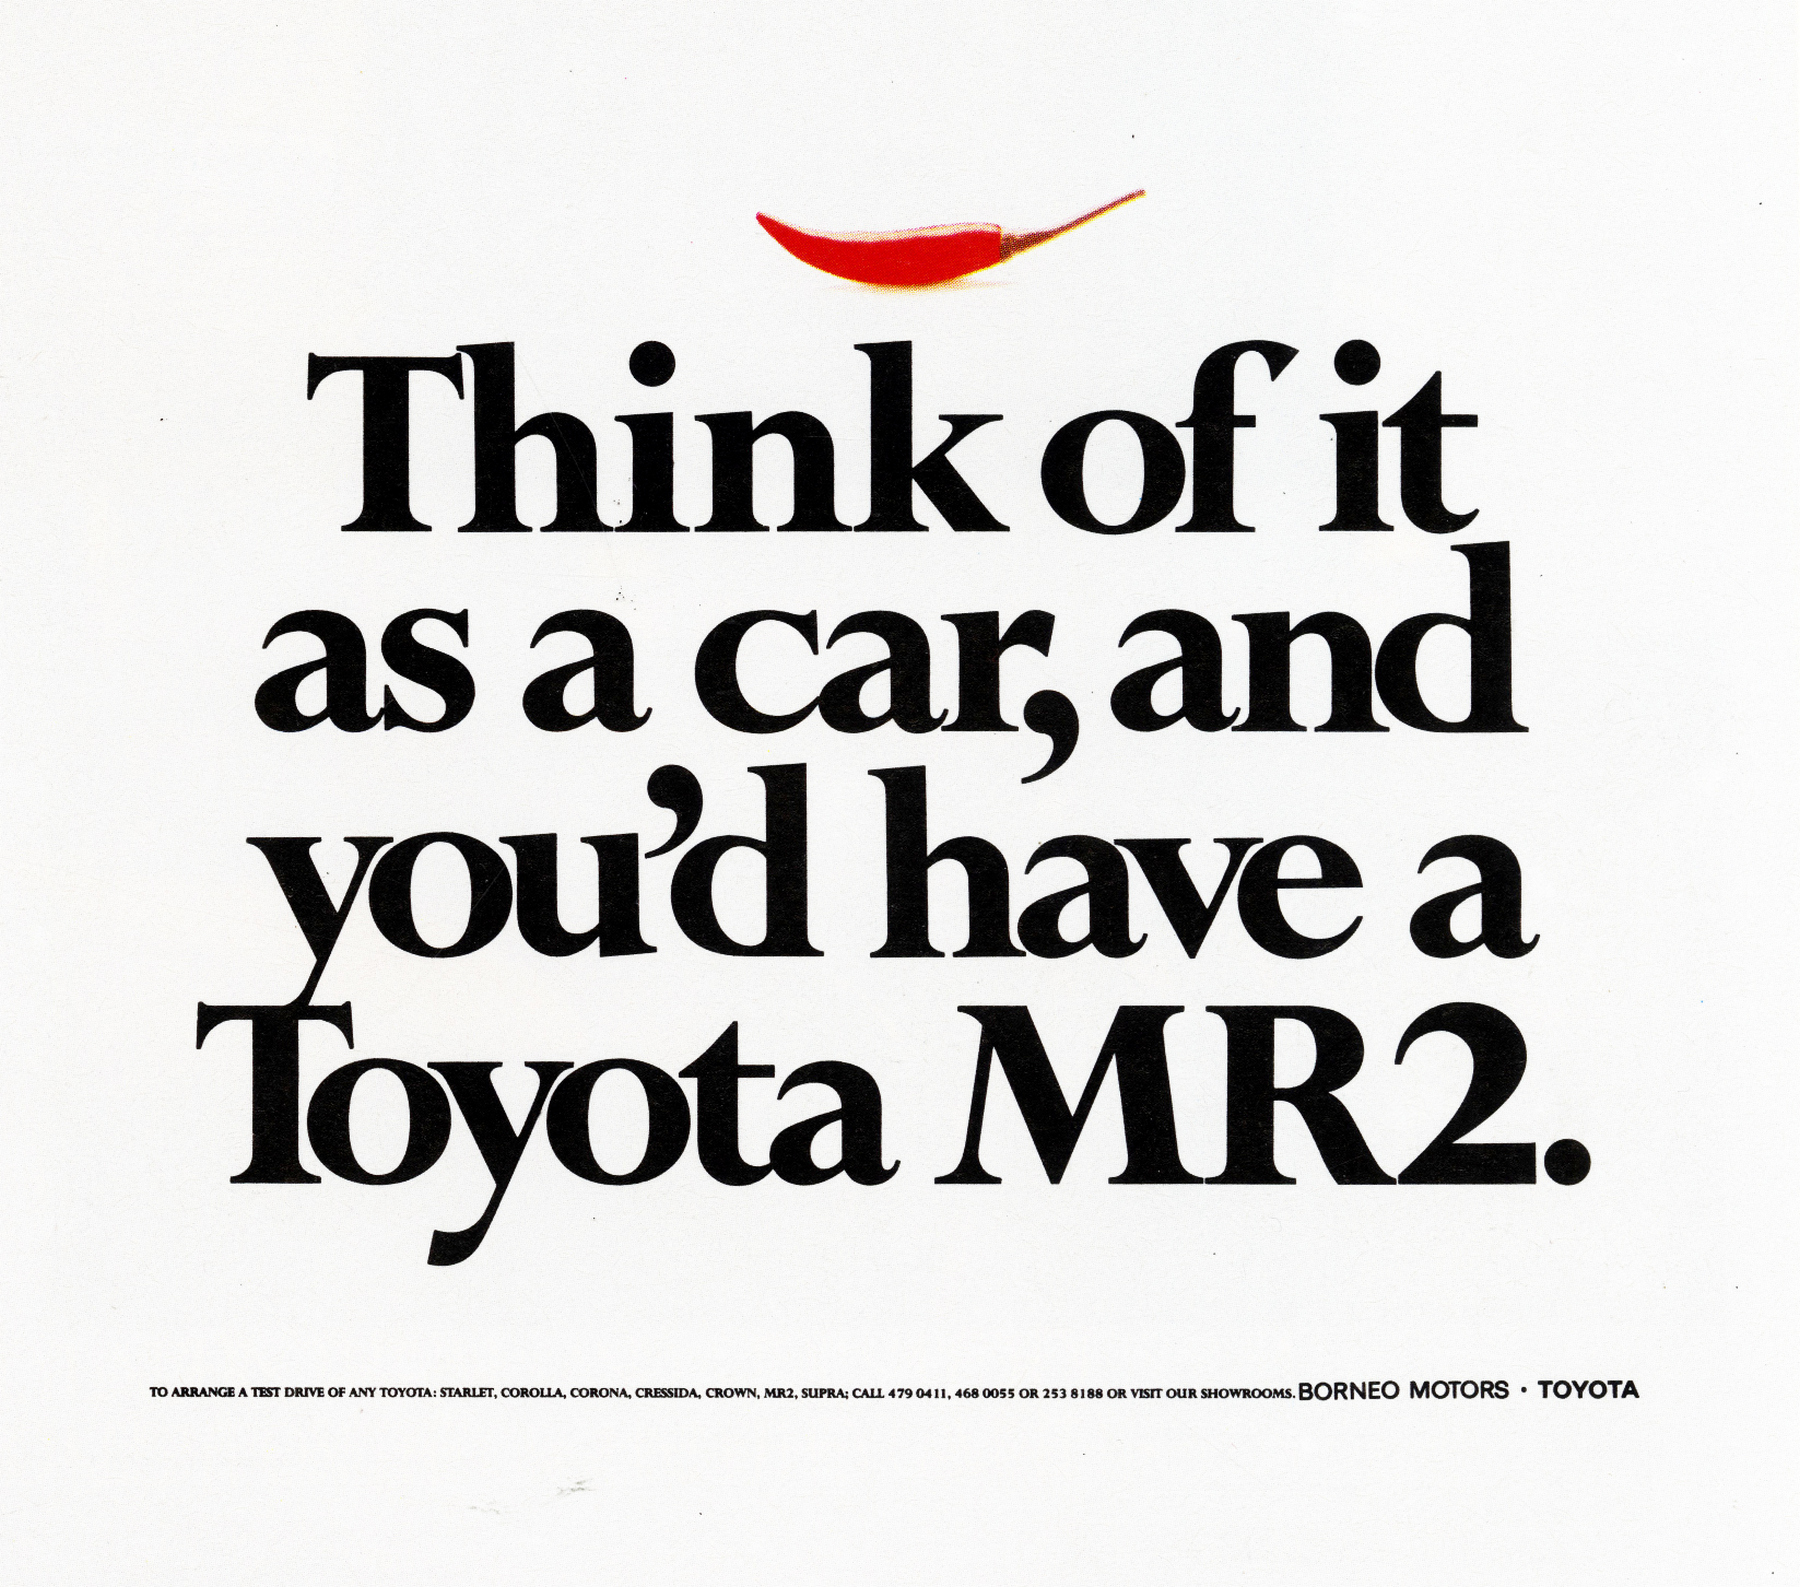 Think of it
as a car, and
you’d have a
Toyota MR2.
TO ARRANGE A TEST DRIVE OF ANY TOYOTA: STARLET, COROLLA, CORONA, CRESSIDA, CROWN, MR2, SUPRA; CALL 479 0411, 468 0055 OR 253 8188 OR VISIT OUR SHOWROOMS. BORNEO MOTORS · TOYOTA